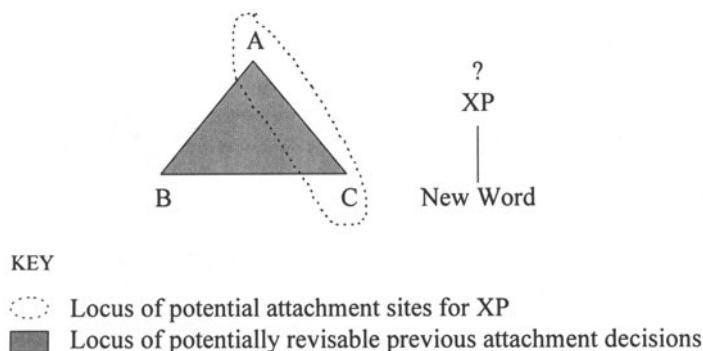 A
?
XP
B
C
New Word
KEY
Locus of potential attachment sites for XP
Locus of potentially revisable previous attachment decisions